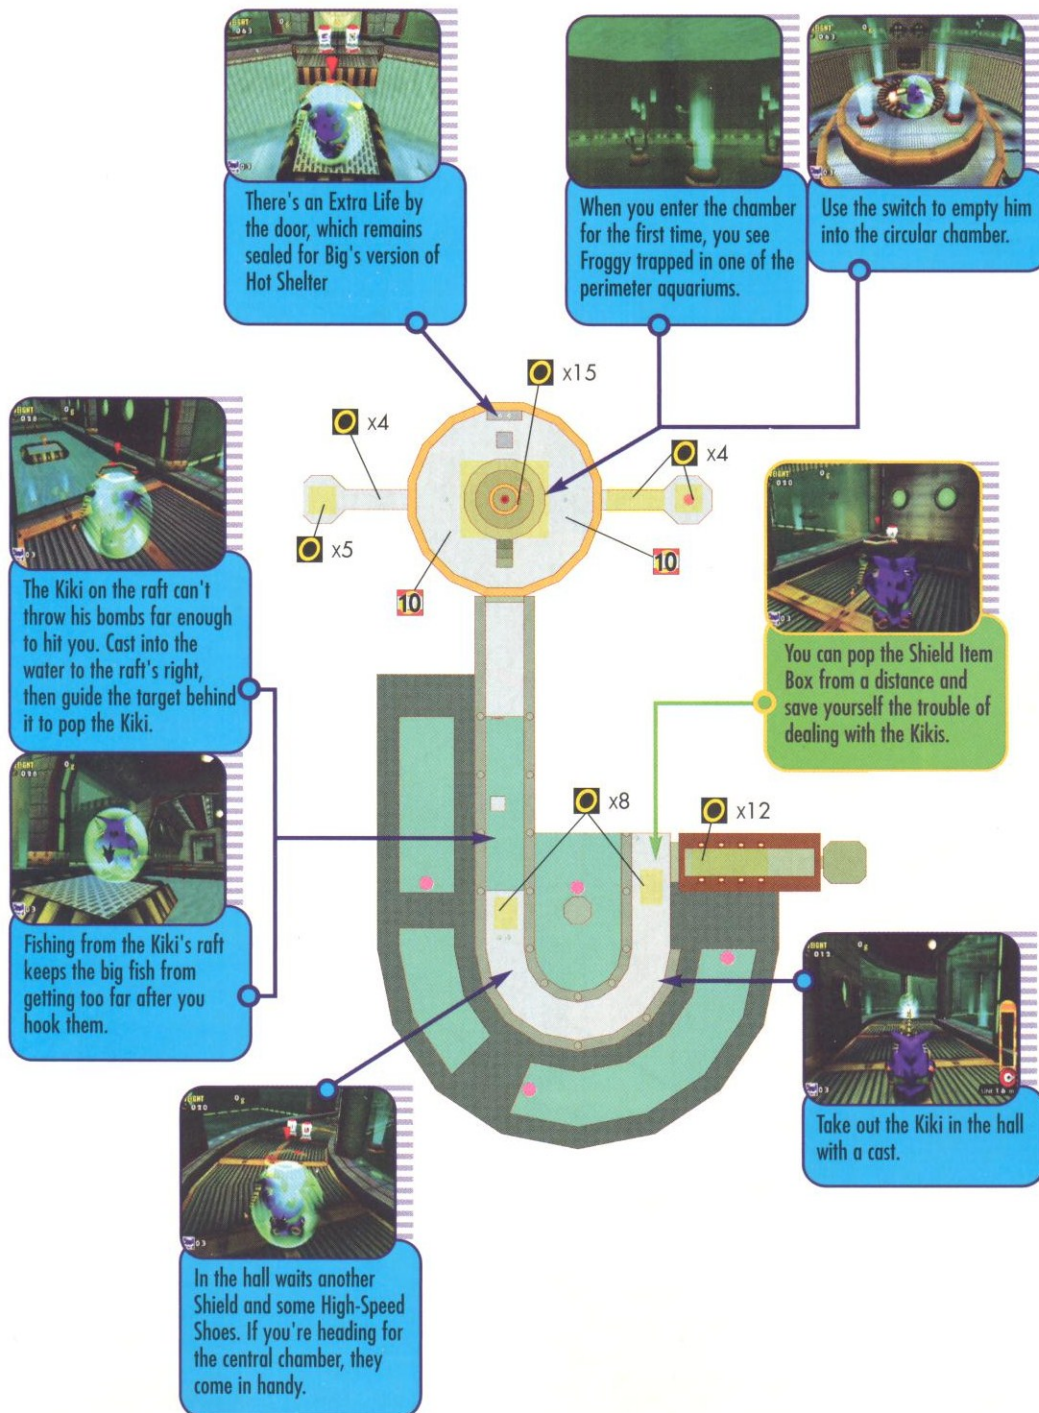 There's an Extra Life by
the door, which remains
sealed for Big's version of
Hot Shelter
When you enter the chamber
for the first time, you see
Froggy trapped in one of the
perimeter aquariums.
Use the switch to empty him
into the circular chamber.
x15
x4
x4
x5
10
10
The Kiki on the raft can't
throw his bombs far enough
to hit you. Cast into the
water to the raft's right,
then guide the target behind
it to pop the Kiki.
You can pop the Shield Item
Box from a distance and
save yourself the trouble of
dealing with the Kikis.
x8
x12
Fishing from the Kiki's raft
keeps the big fish from
getting too far after you
hook them.
Take out the Kiki in the hall
with a cast.
In the hall waits another
Shield and some High-Speed
Shoes. If you're heading for
the central chamber, they
come in handy.